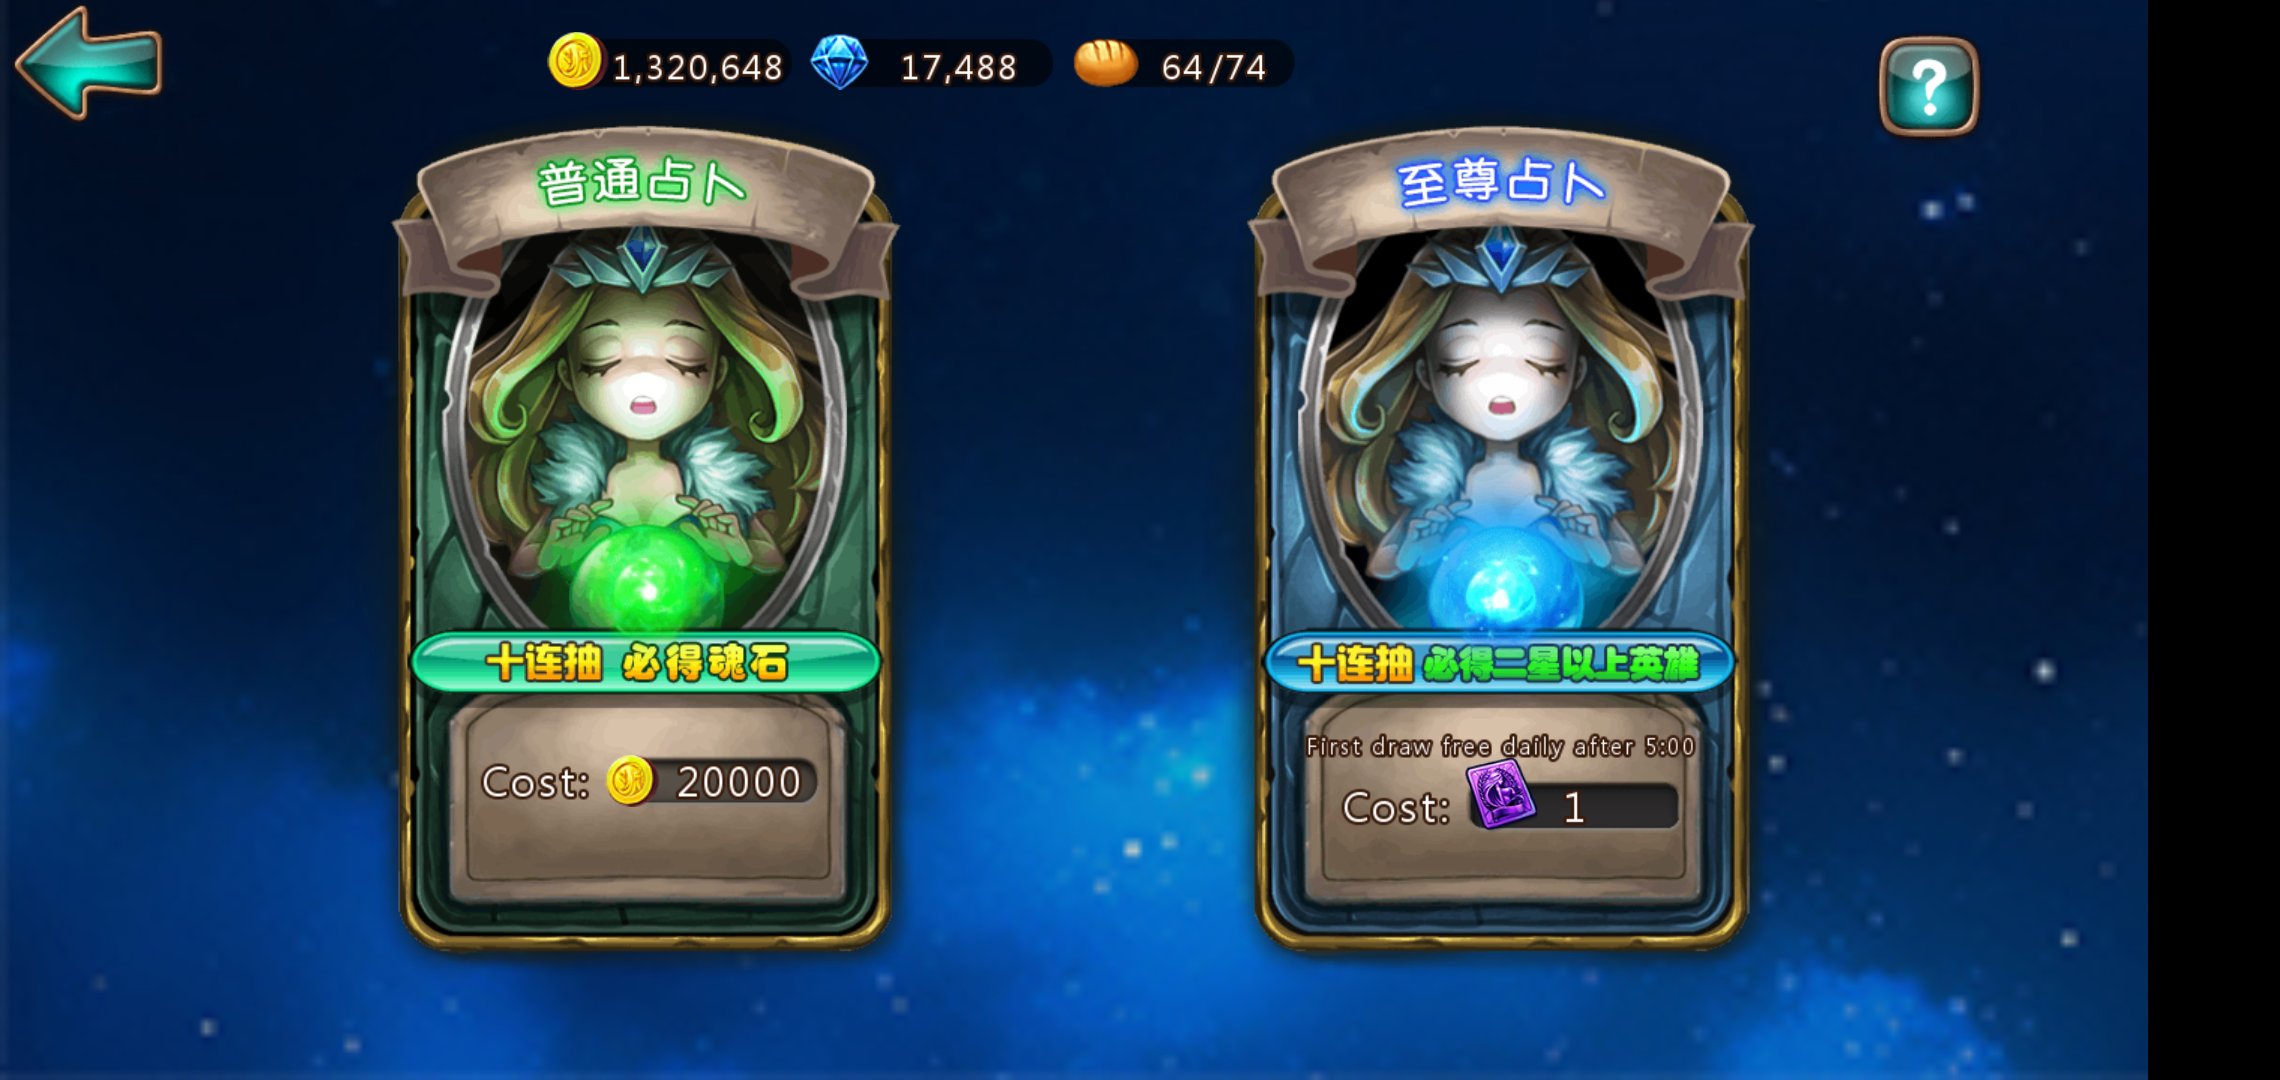 1,320,648
17,488
64/74
?
普通占卜
至尊占卜
十连抽 必得魂石
十连抽 必得二星以上英雄
Cost: 20000
First draw free daily after 5:00
Cost: 1